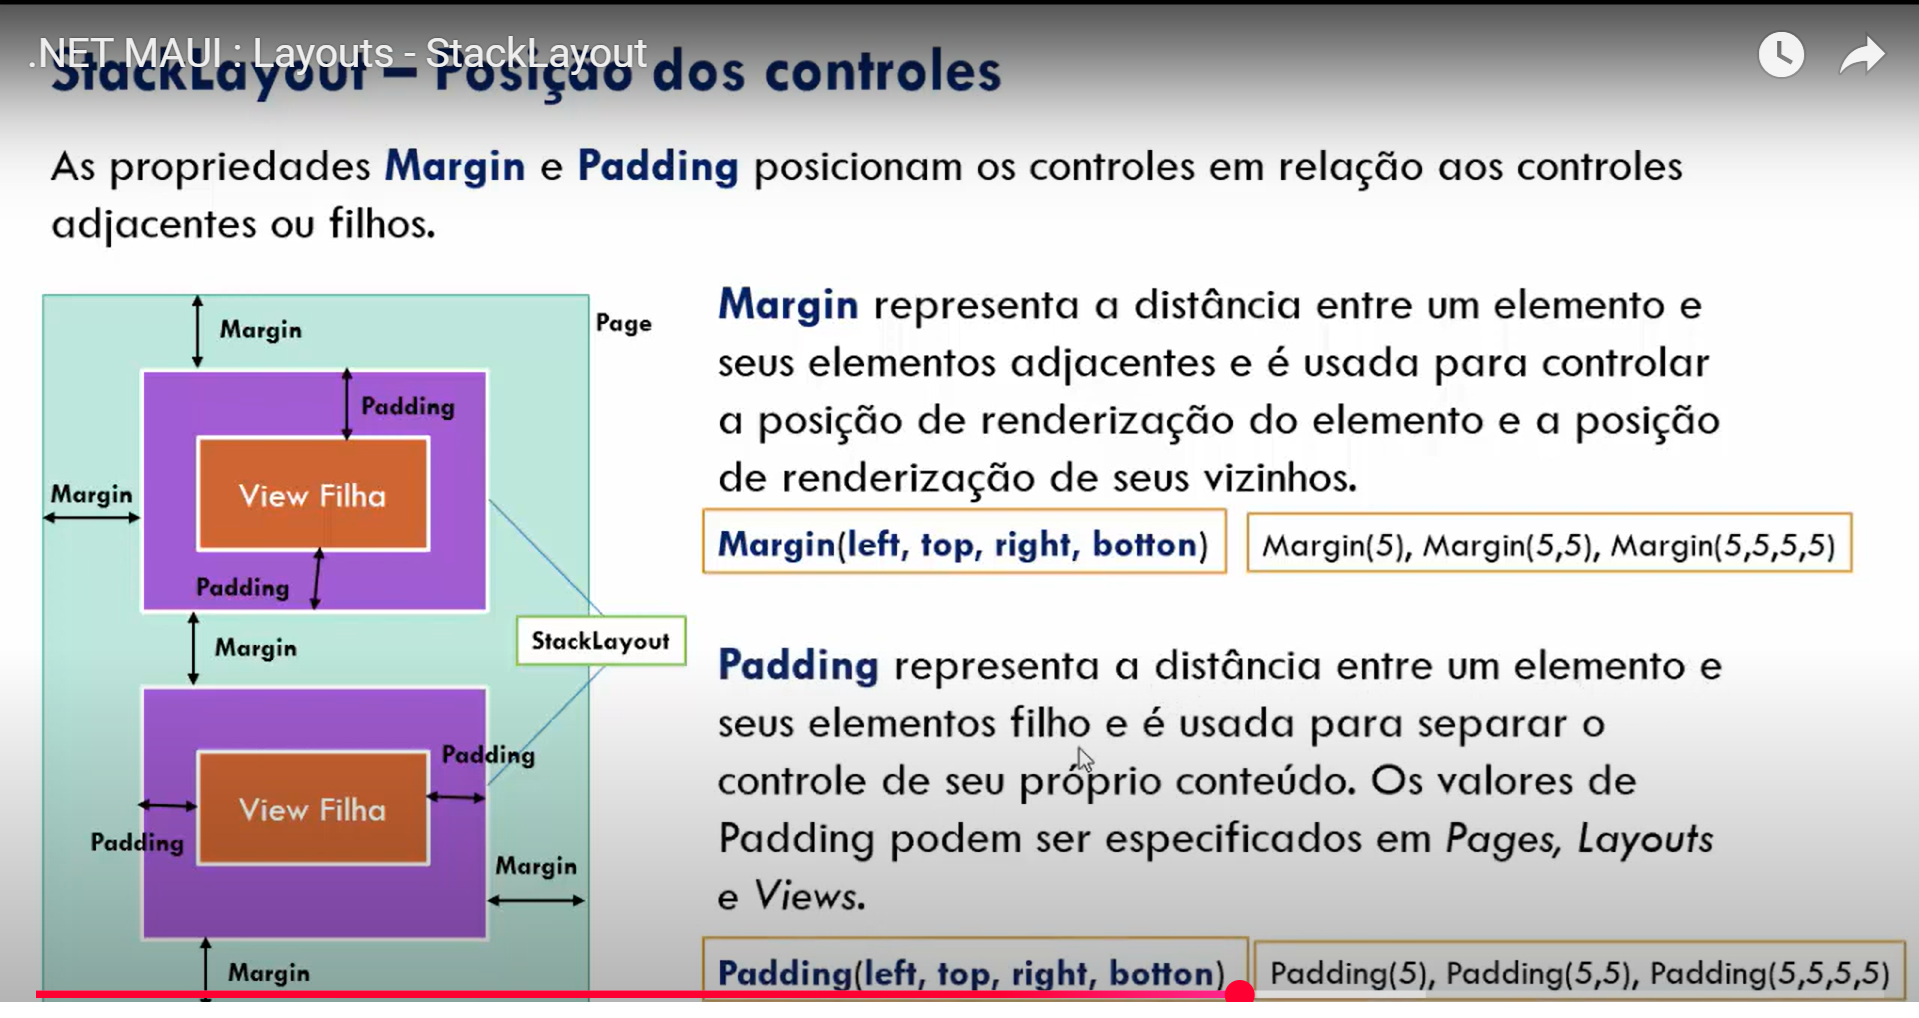 .NET MAUI : Layouts - StackLayout
StackLayout – Posição dos controles
As propriedades Margin e Padding posicionam os controles em relação aos controles
adjacentes ou filhos.
Margin
Page
Padding
View Filha
Margin
Padding
Margin
StackLayout
Padding
View Filha
Padding
Margin
Margin
Margin representa a distância entre um elemento e
seus elementos adjacentes e é usada para controlar
a posição de renderização do elemento e a posição
de renderização de seus vizinhos.
Margin(left, top, right, botton)
Margin(5), Margin(5,5), Margin(5,5,5,5)
Padding representa a distância entre um elemento e
seus elementos filho e é usada para separar o
controle de seu próprio conteúdo. Os valores de
Padding podem ser especificados em Pages, Layouts
e Views.
Padding(left, top, right, botton)
Padding(5), Padding(5,5), Padding(5,5,5,5)